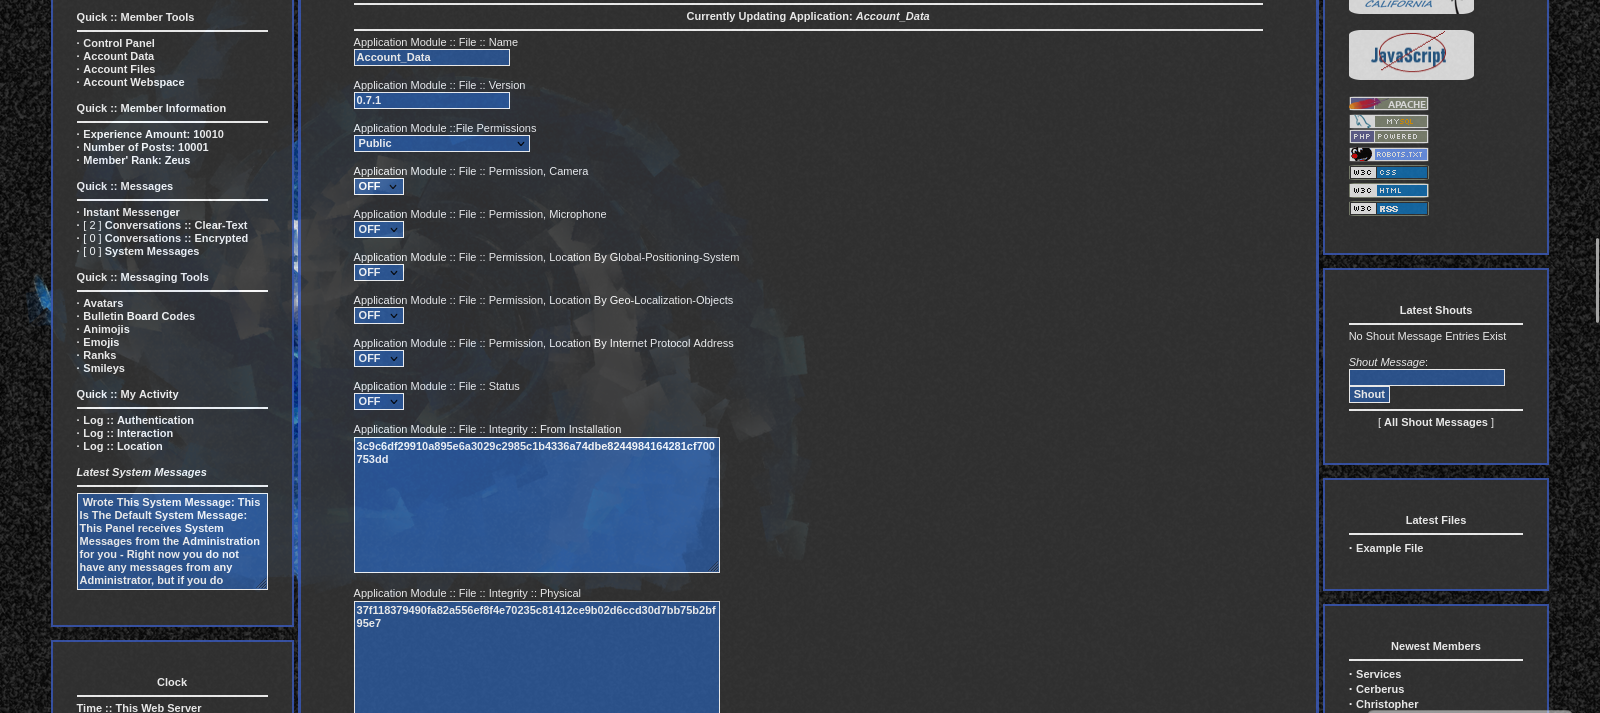 Quick :: Member Tools
· Control Panel
· Account Data
· Account Files
· Account Webspace
Quick :: Member Information
· Experience Amount: 10010
· Number of Posts: 10001
· Member' Rank: Zeus
Quick :: Messages
· Instant Messenger
· [ 2 ] Conversations :: Clear-Text
· [ 0 ] Conversations :: Encrypted
· [ 0 ] System Messages
Quick :: Messaging Tools
· Avatars
· Bulletin Board Codes
· Animojis
· Emojis
· Ranks
· Smileys
Quick :: My Activity
· Log :: Authentication
· Log :: Interaction
· Log :: Location
Latest System Messages
Wrote This System Message: This
Is The Default System Message:
This Panel receives System
Messages from the Administration
for you - Right now you do not
have any messages from any
Administrator, but if you do
Clock
Time :: This Web Server
Currently Updating Application: Account_Data
Application Module :: File :: Name
Account_Data
Application Module :: File :: Version
0.7.1
Application Module ::File Permissions
Public
Application Module :: File :: Permission, Camera
OFF
Application Module :: File :: Permission, Microphone
OFF
Application Module :: File :: Permission, Location By Global-Positioning-System
OFF
Application Module :: File :: Permission, Location By Geo-Localization-Objects
OFF
Application Module :: File :: Permission, Location By Internet Protocol Address
OFF
Application Module :: File :: Status
OFF
Application Module :: File :: Integrity :: From Installation
3c9c6df29910a895e6a3029c2985c1b4336a74dbe8244984164281cf700
753dd
Application Module :: File :: Integrity :: Physical
37f118379490fa82a556ef8f4e70235c81412ce9b02d6ccd30d7bb75b2bf
95e7
CALIFORNIA
JavaScript
APACHE
MYSQL
PHP POWERED
ROBOTS.TXT
W3C CSS
W3C HTML
W3C RSS
Latest Shouts
No Shout Message Entries Exist
Shout Message:
Shout
[ All Shout Messages ]
Latest Files
· Example File
Newest Members
· Services
· Cerberus
· Christopher